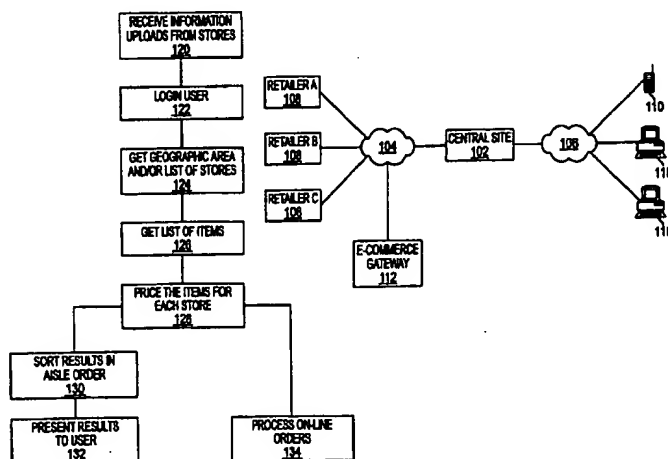 RECEIVE INFORMATION
UPLOADS FROM STORES
120
LOGIN USER
122
GET GEOGRAPHIC AREA
AND/OR LIST OF STORES
124
GET LIST OF ITEMS
126
PRICE THE ITEMS FOR
EACH STORE
128
SORT RESULTS IN
AISLE ORDER
130
PRESENT RESULTS
TO USER
132
PROCESS ON-LINE
ORDERS
134
RETAILER A
108
RETAILER B
108
RETAILER C
108
104
CENTRAL SITE
102
106
E-COMMERCE
GATEWAY
112
110